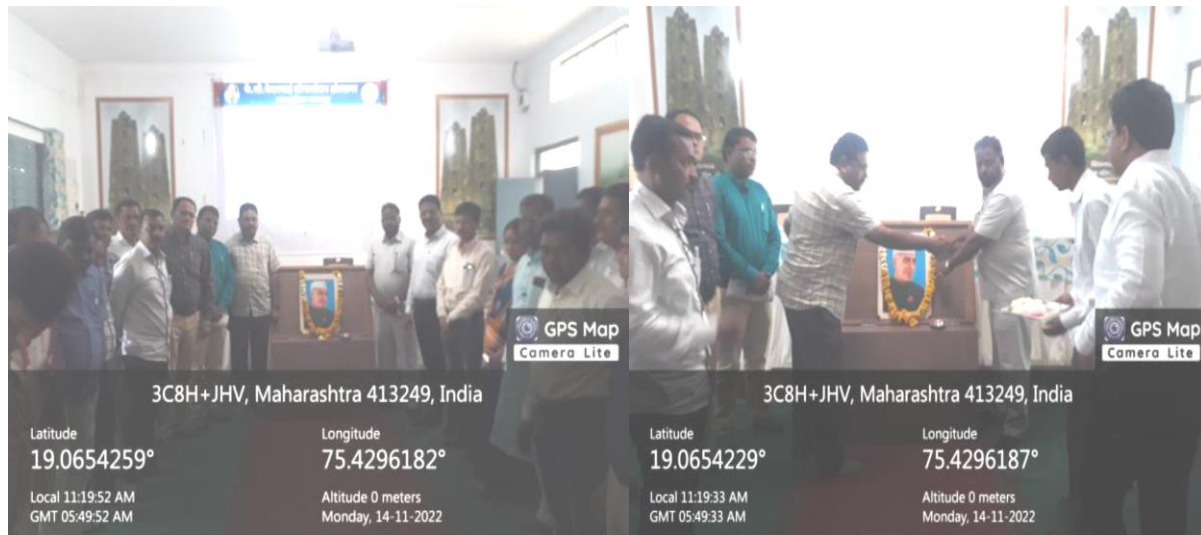 GPS Map
Camera Lite
3C8H+JHV, Maharashtra 413249, India
Latitude
19.0654259°
Longitude
75.4296182°
Local 11:19:52 AM
GMT 05:49:52 AM
Altitude 0 meters
Monday, 14-11-2022
GPS Map
Camera Lite
3C8H+JHV, Maharashtra 413249, India
Latitude
19.0654229°
Longitude
75.4296187°
Local 11:19:33 AM
GMT 05:49:33 AM
Altitude 0 meters
Monday, 14-11-2022